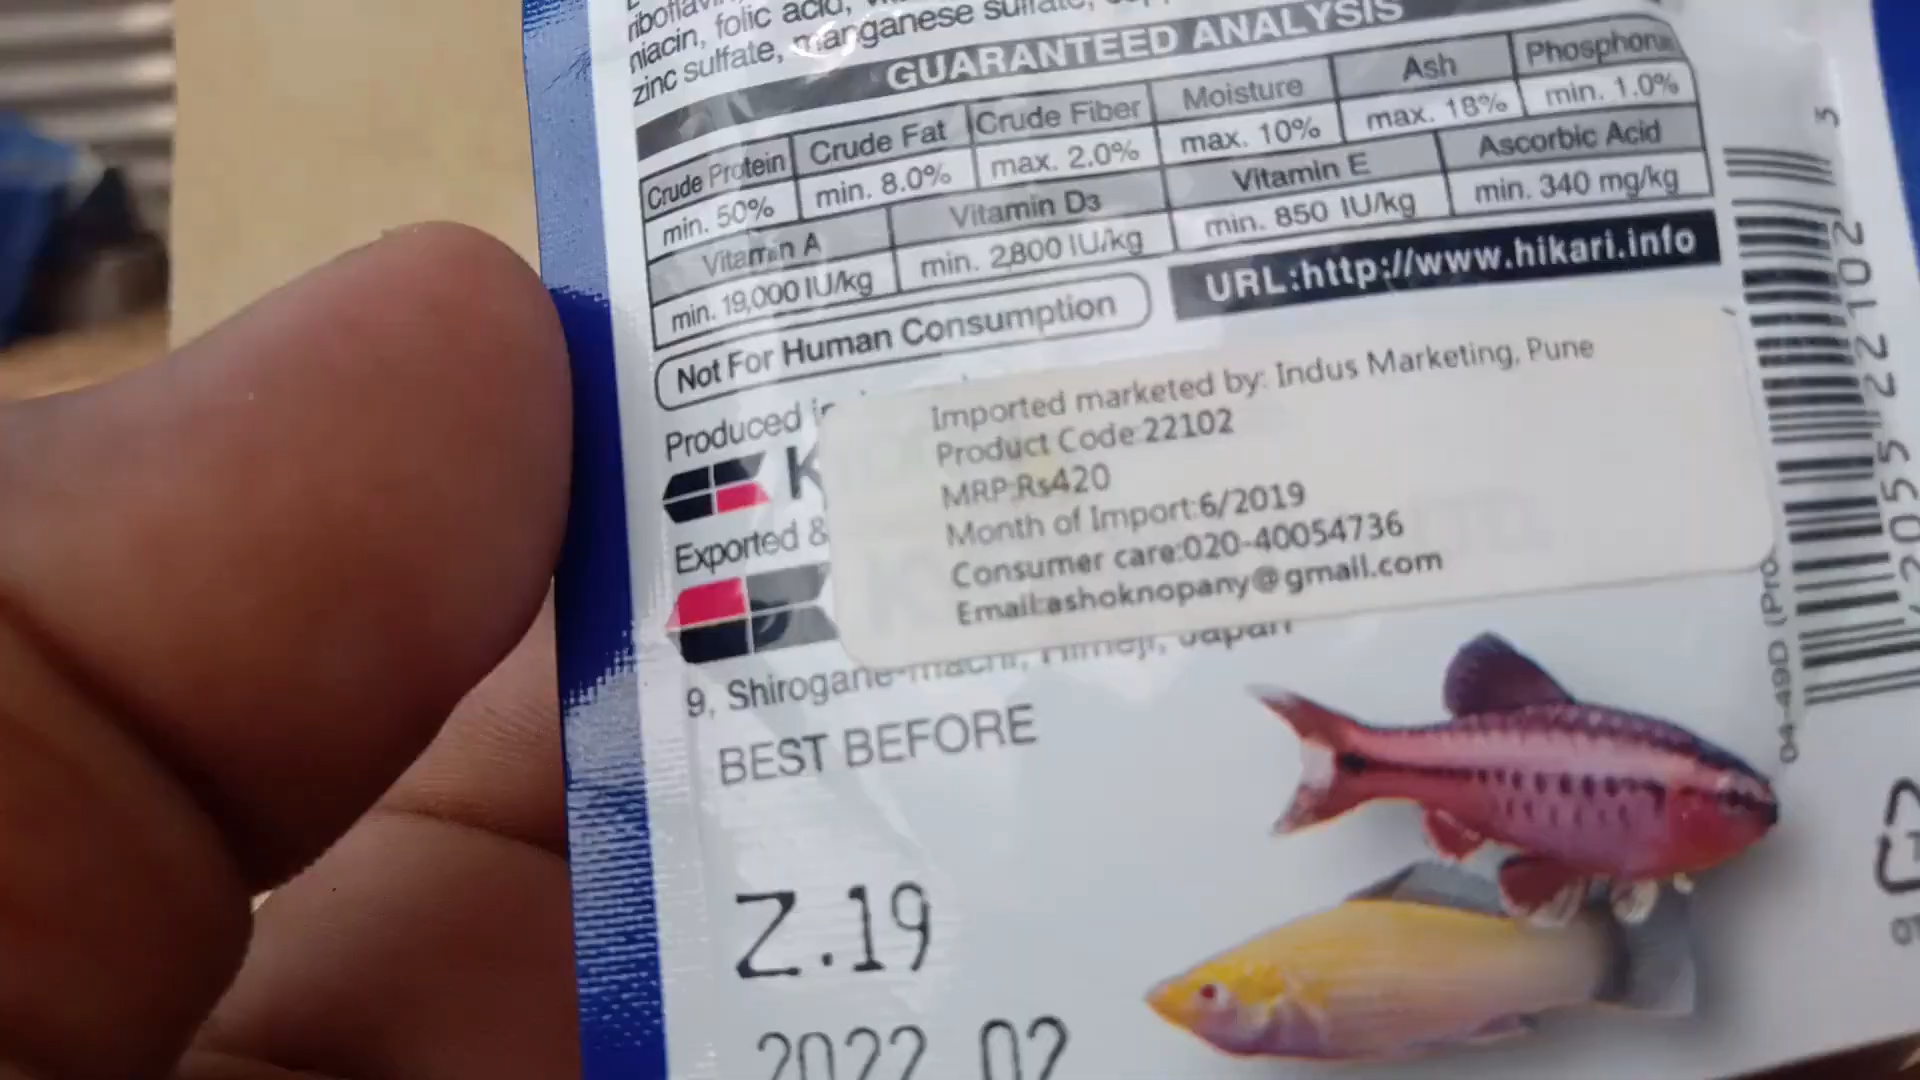 niacin, folic acid,
zinc sulfate, manganese sulfate,
GUARANTEED ANALYSIS
Crude Protein Crude Fat Crude Fiber Moisture Ash Phosphorus
min. 50% min. 8.0% max. 2.0% max. 10% max. 18% min. 1.0%
Vitamin A Vitamin D3 Vitamin E Ascorbic Acid
min. 19,000 IU/kg min. 2,800 IU/kg min. 850 IU/kg min. 340 mg/kg
Not For Human Consumption
URL:http://www.hikari.info
Produced
Imported marketed by: Indus Marketing, Pune
Product Code:22102
MRP:Rs420
Month of Import:6/2019
Consumer care:020-40054736
Email:ashoknopany@gmail.com
Exported &
9, Shirogane-machi, Himeji, Japan
BEST BEFORE
Z.19
2022.02
04-49D (Pro.